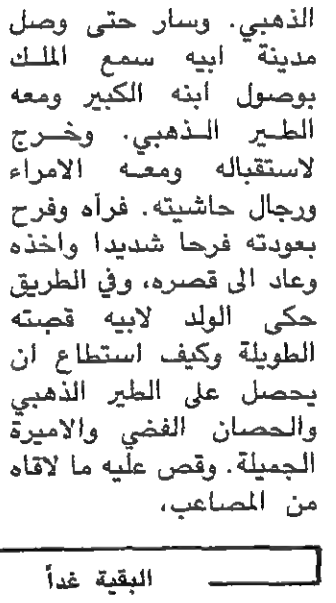 الذهبي. وسار حتى وصل
مدينة ابيه سمع الملك
بوصول ابنه الكبير ومعه
الطير الذهبي. وخرج
لاستقباله ومعه الامراء
ورجال حاشيته. فرآه وفرح
بعودته فرحا شديدا واخذه
وعاد الى قصره، وفي الطريق
حكى الولد لابيه قصته
الطويلة وكيف استطاع ان
يحصل على الطير الذهبي
والحصان الفضي والاميرة
الجميلة. وقص عليه ما لاقاه
من المصاعب،
البقية غداً